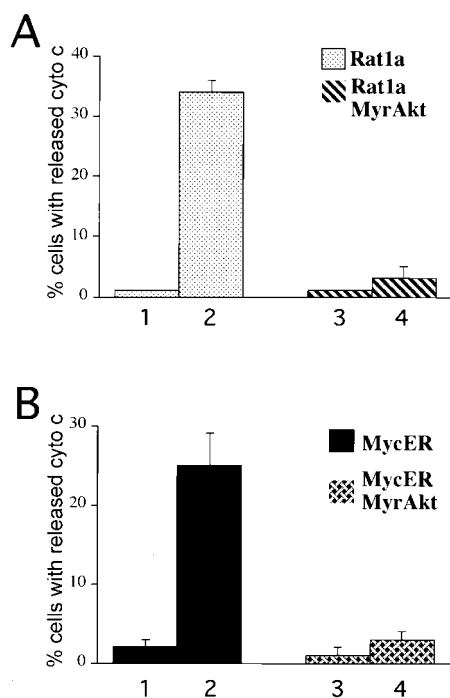 A
% cells with released cyto c
40
30
20
10
0
Rat1a
Rat1a
MyrAkt
1 2 3 4
B
% cells with released cyto c
30
20
10
0
MycER
MycER
MyrAkt
1 2 3 4